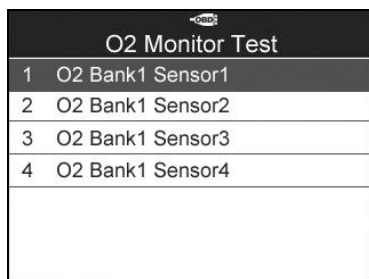 OBD
O2 Monitor Test
1 O2 Bank1 Sensor1
2 O2 Bank1 Sensor2
3 O2 Bank1 Sensor3
4 O2 Bank1 Sensor4